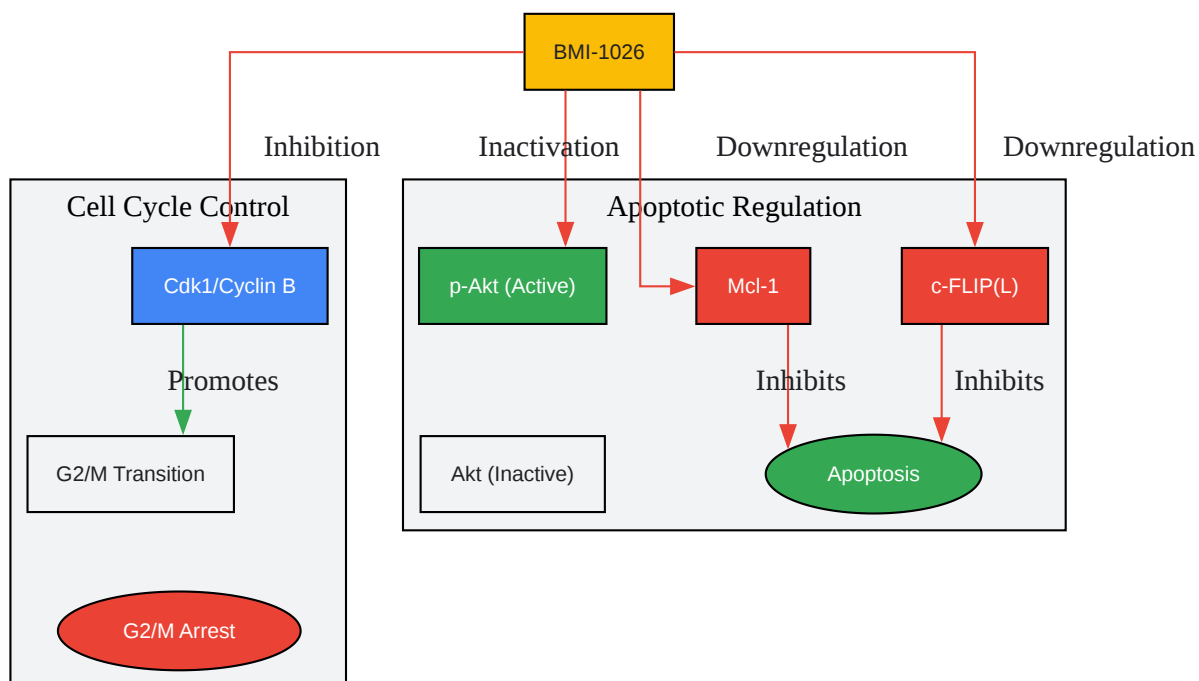 BMI-1026
Inhibition
Inactivation
Downregulation
Downregulation
Cell Cycle Control
Apoptotic Regulation
Cdk1/Cyclin B
p-Akt (Active)
Mcl-1
c-FLIP(L)
Promotes
Inhibits
Inhibits
G2/M Transition
Akt (Inactive)
Apoptosis
G2/M Arrest